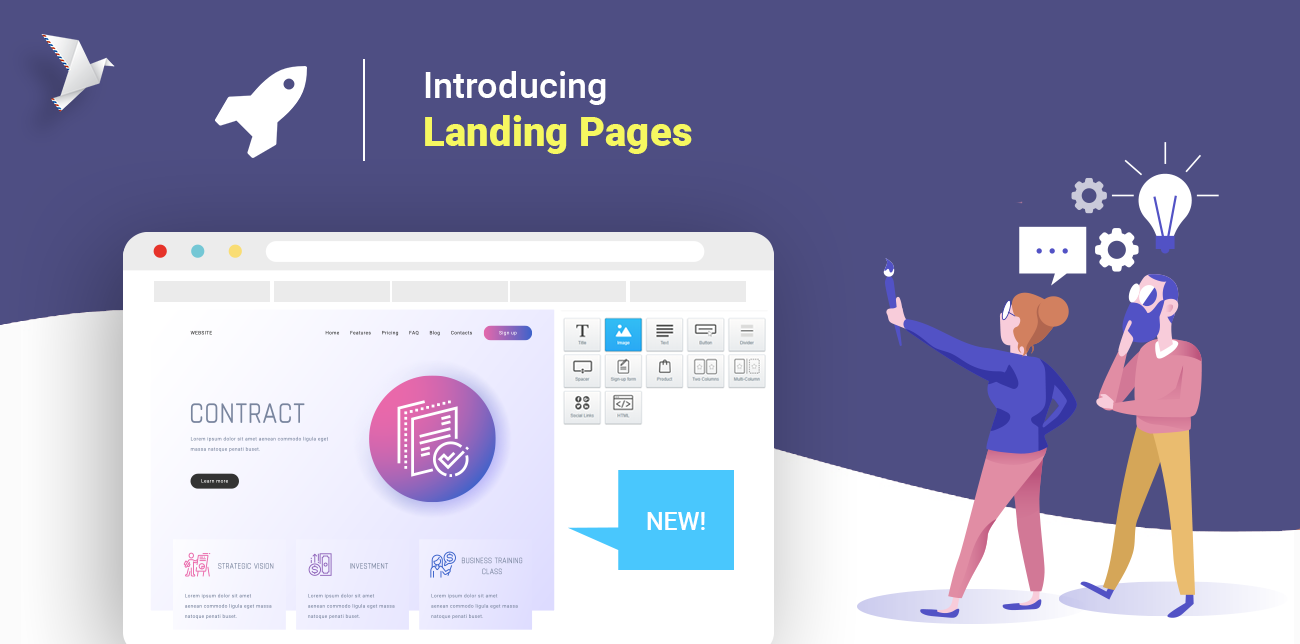 Introducing
Landing Pages
WEBSITE
Home Features Pricing FAQ Blog Contacts Sign up
CONTRACT
Lorem ipsum dolor sit amet aenean commodo ligula eget
massa natoque penati buset.
Learn more
Title Image Text Button Divider
Spacer Sign-up form Product Two Columns Multi-Column
Social Links HTML
NEW!
STRATEGIC VISION
Lorem ipsum dolor sit amet
aenean commodo ligula eget massa
natoque penati buset.
INVESTMENT
Lorem ipsum dolor sit amet
aenean commodo ligula eget massa
natoque penati buset.
BUSINESS TRAINING
CLASS
Lorem ipsum dolor sit amet
aenean commodo ligula eget massa
natoque penati buset.